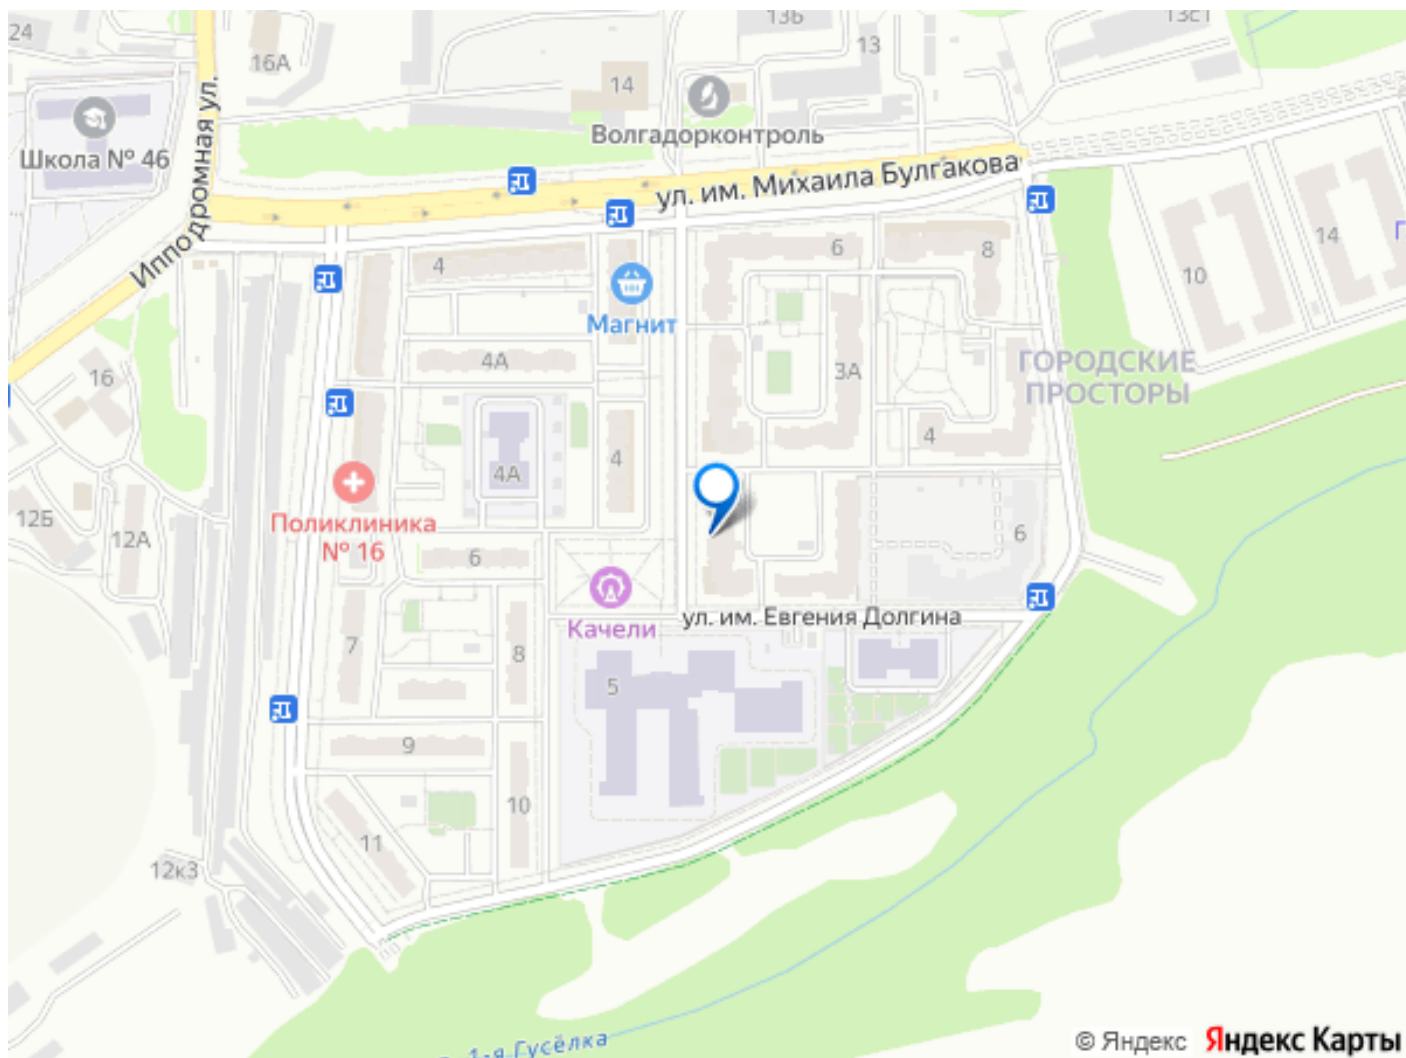 24
16А
13Б
13с1
13
14
Волгадорконтроль
Школа № 46
Ипподромная ул.
ул. им. Михаила Булгакова
4
6
8
10
14
Магнит
4А
3А
ГОРОДСКИЕ
ПРОСТОРЫ
16
4
4
4А
Поликлиника
№ 16
12Б
12А
6
6
Качели
ул. им. Евгения Долгина
7
8
5
9
10
11
12к3
1-я Гусёлка
© Яндекс Яндекс Карты